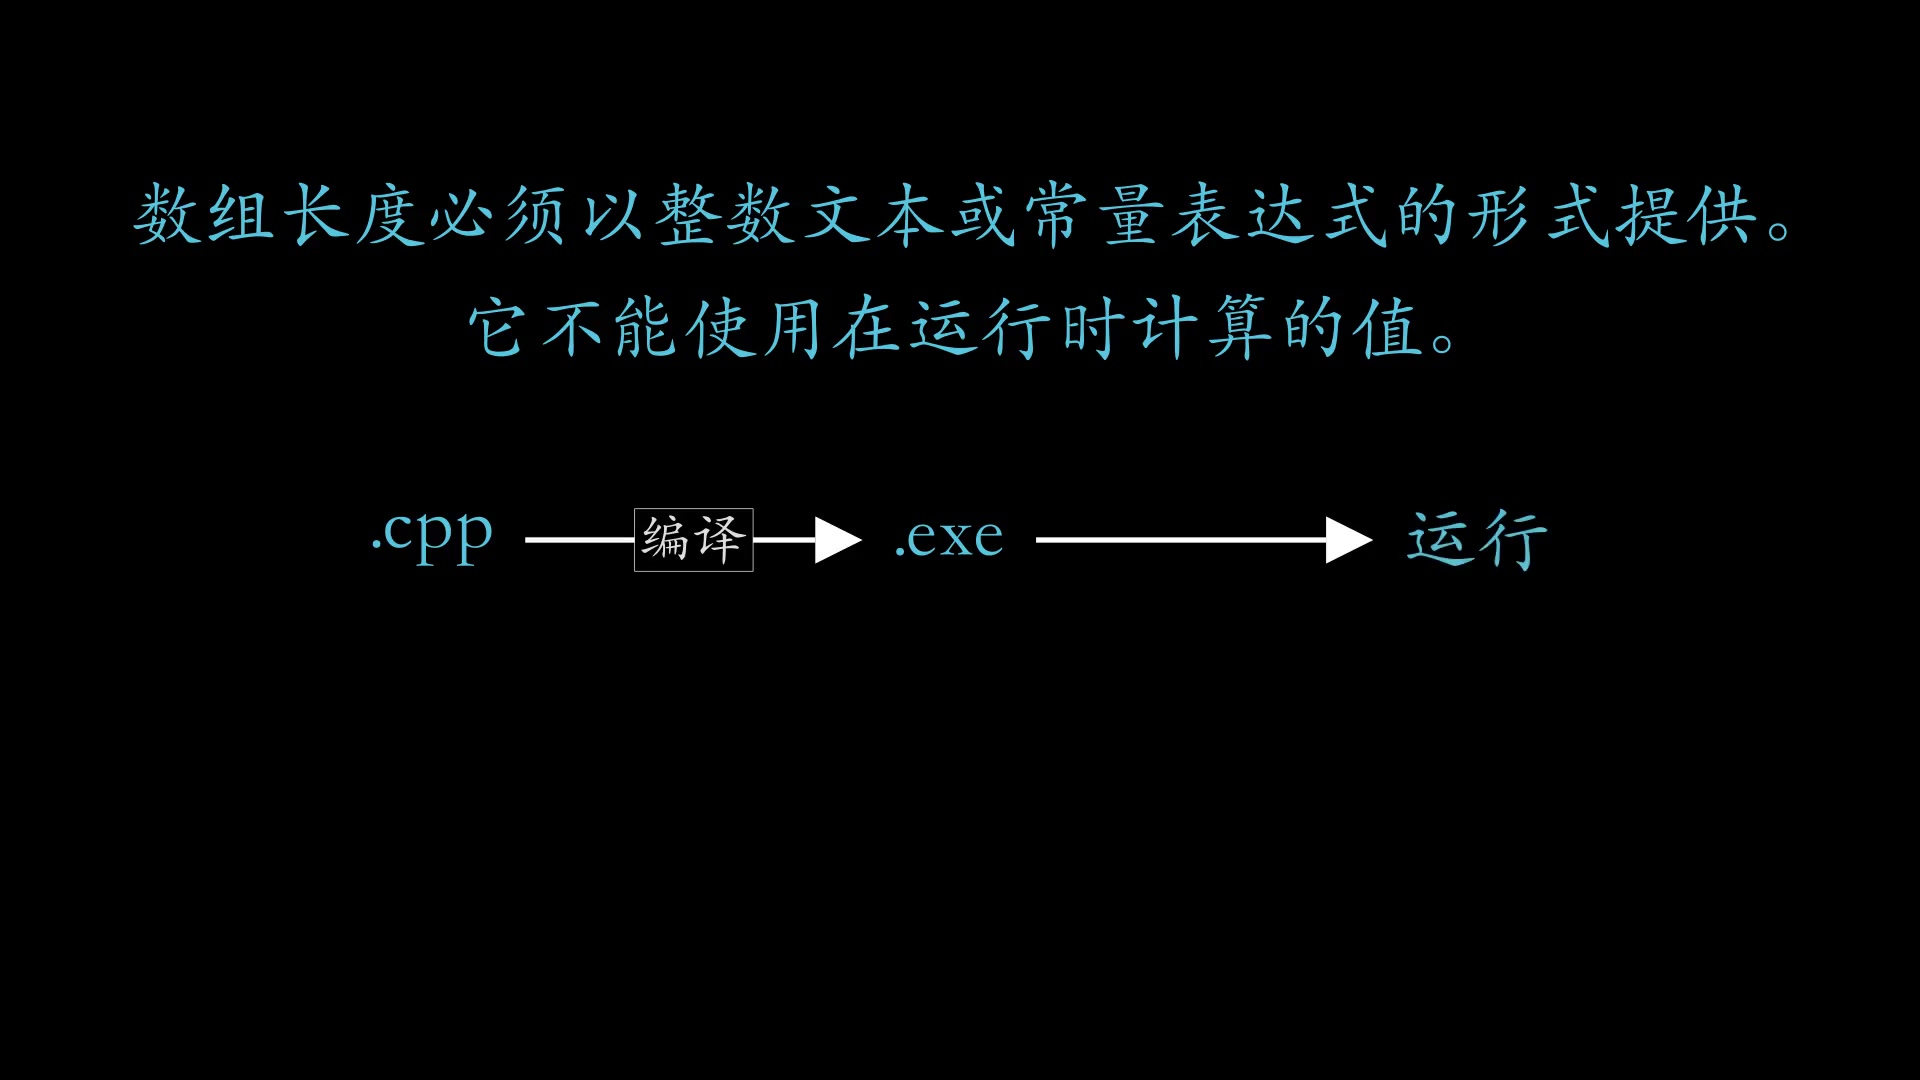 数组长度必须以整数文本或常量表达式的形式提供。
它不能使用在运行时计算的值。
.cpp 编译 .exe 运行